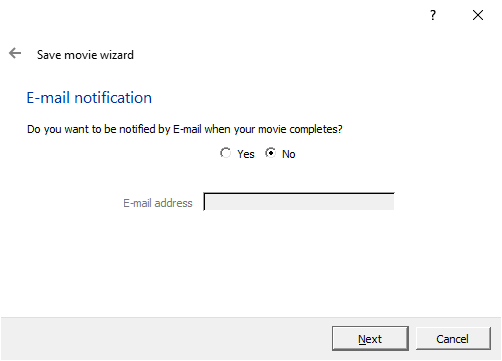 ?
Save movie wizard
E-mail notification
Do you want to be notified by E-mail when your movie completes?
Yes No
E-mail address
Next Cancel